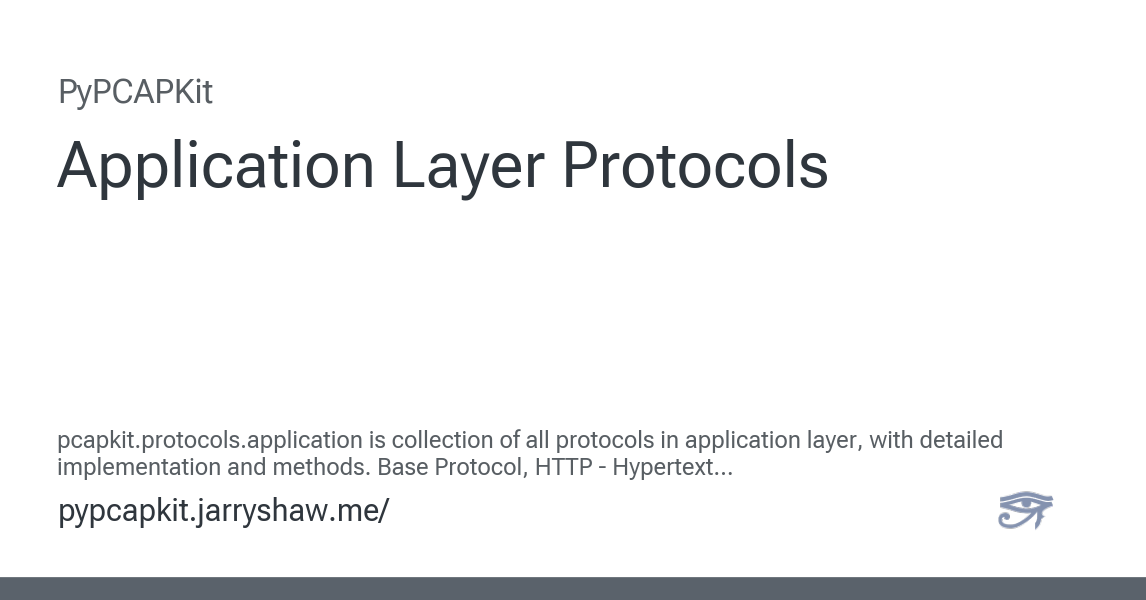 PyPCAPKit
Application Layer Protocols
pcapkit.protocols.application is collection of all protocols in application layer, with detailed
implementation and methods. Base Protocol, HTTP - Hypertext...
pypcapkit.jarryshaw.me/